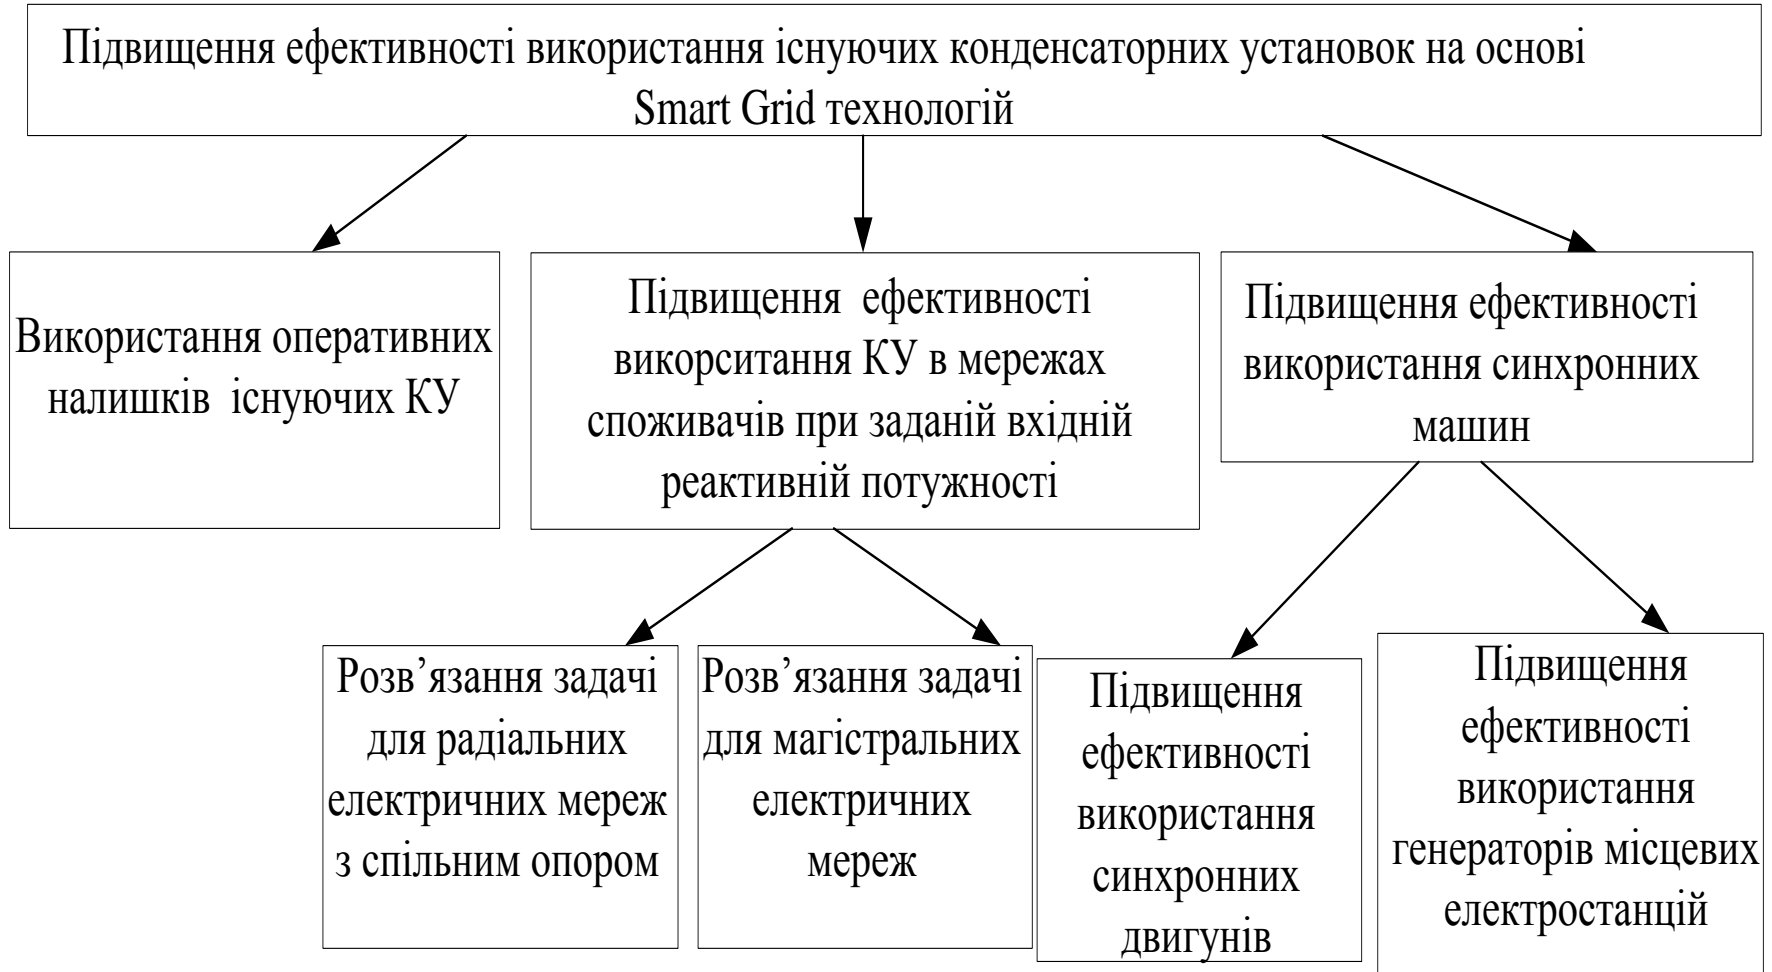 Підвищення ефективності використання існуючих конденсаторних установок на основі
Smart Grid технологій
Використання оперативних
налишків існуючих КУ
Підвищення ефективності
викорситання КУ в мережах
споживачів при заданій вхідній
реактивній потужності
Підвищення ефективності
використання синхронних
машин
Розв’язання задачі
для радіальних
електричних мереж
з спільним опором
Розв’язання задачі
для магістральних
електричних
мереж
Підвищення
ефективності
використання
синхронних
двигунів
Підвищення
ефективності
використання
генераторів місцевих
електростанцій